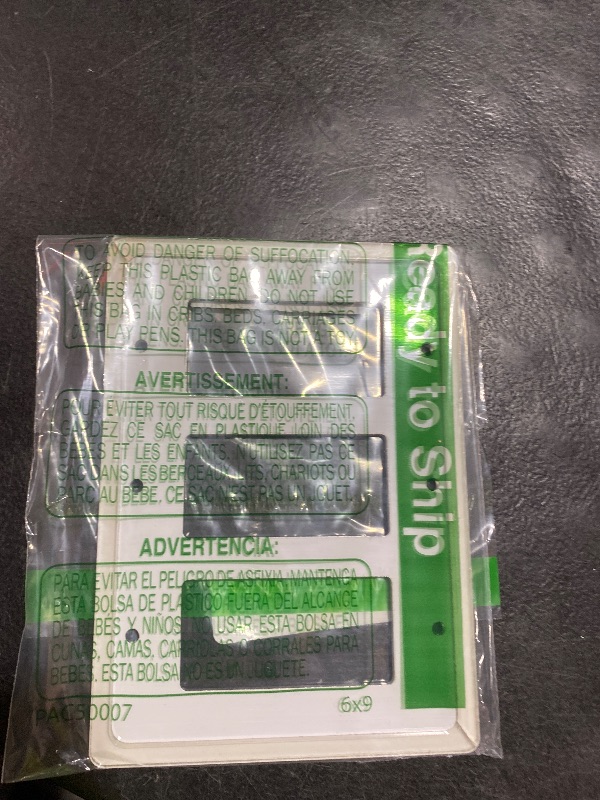 TO AVOID DANGER OF SUFFOCATION
KEEP THIS PLASTIC BAG AWAY FROM
BABIES AND CHILDREN. DO NOT USE
THIS BAG IN CRIBS, BEDS, CARRIAGES
OR PLAY PENS. THIS BAG IS NOT A TOY.
AVERTISSEMENT:
POUR EVITER TOUT RISQUE D'ÉTOUFFEMENT,
GARDEZ CE SAC EN PLASTIQUE LOIN DES
BEBES ET LES ENFANTS. N'UTILISEZ PAS CE
SAC DANS LES BERCEAUX, LITS, CHARIOTS OU
PARC AU BEBE. CE SAC N'EST PAS UN JOUET.
ADVERTENCIA:
PARA EVITAR EL PELIGRO DE ASFIXIA, MANTENGA
ESTA BOLSA DE PLASTICO FUERA DEL ALCANCE
DE BEBES Y NIÑOS. NO USAR ESTA BOLSA EN
CUNAS, CAMAS, CARRIOLAS O CORRALES PARA
BEBES. ESTA BOLSA NO ES UN JUGUETE.
PAC50007
6x9
Ready to Ship